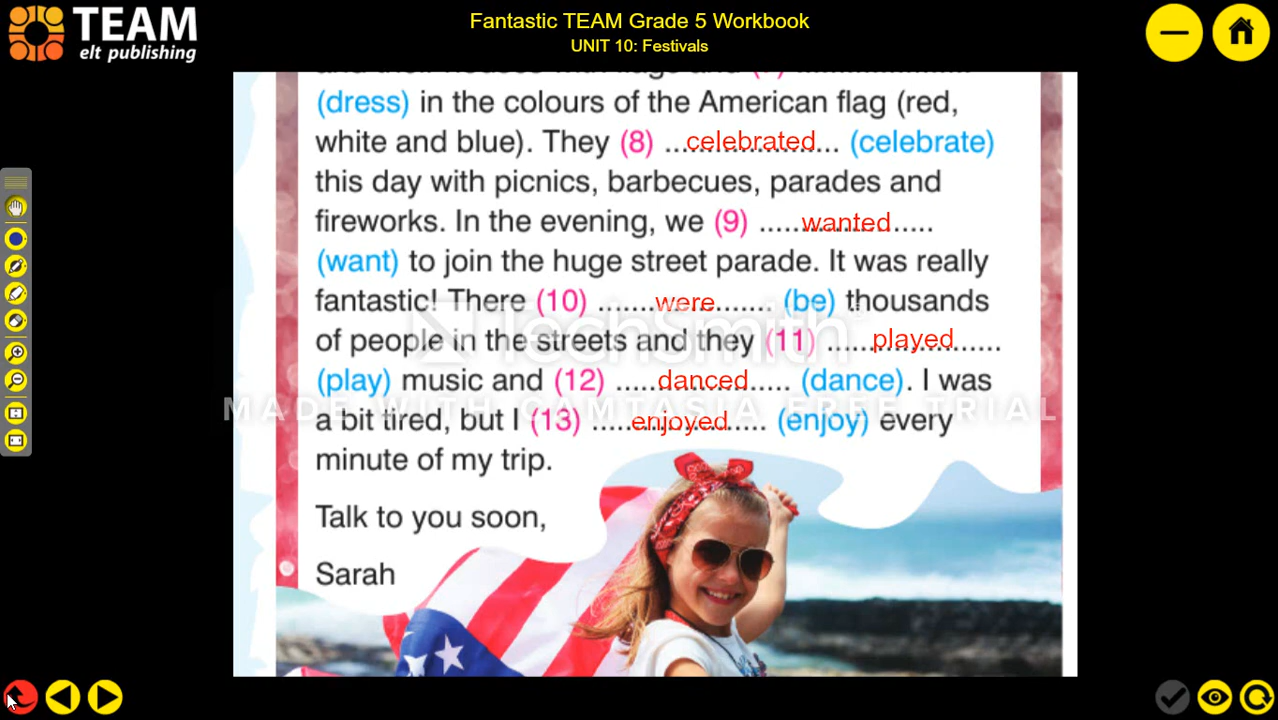 TEAM
elt publishing
Fantastic TEAM Grade 5 Workbook
UNIT 10: Festivals
(dress) in the colours of the American flag (red,
white and blue). They (8) ...celebrated... (celebrate)
this day with picnics, barbecues, parades and
fireworks. In the evening, we (9) .....wanted.....
(want) to join the huge street parade. It was really
fantastic! There (10) .......were....... (be) thousands
of people in the streets and they (11) .....played.....
(play) music and (12) .....danced..... (dance). I was
a bit tired, but I (13) .....enjoyed..... (enjoy) every
minute of my trip.
Talk to you soon,
Sarah
TechSmith
MADE WITH CAMTASIA FREE TRIAL